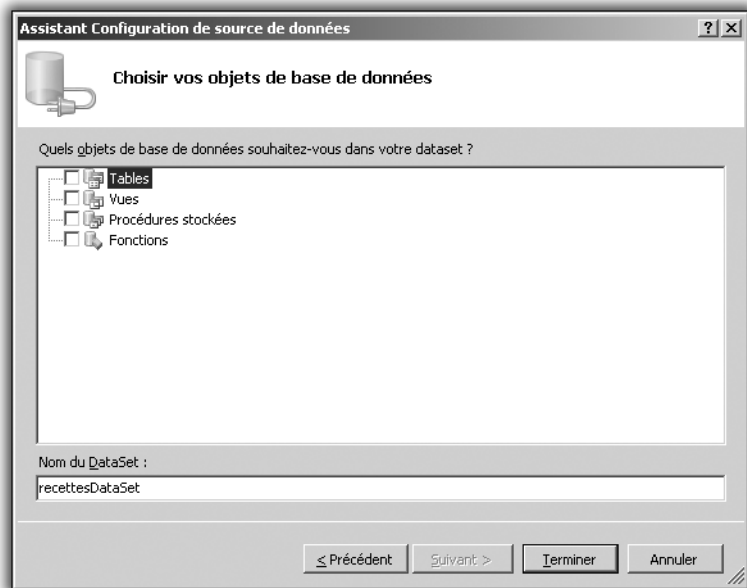 Assistant Configuration de source de données
Choisir vos objets de base de données
Quels objets de base de données souhaitez-vous dans votre dataset ?
Tables
Vues
Procédures stockées
Fonctions
Nom du DataSet :
recettesDataSet
< Précédent
Suivant >
Terminer
Annuler